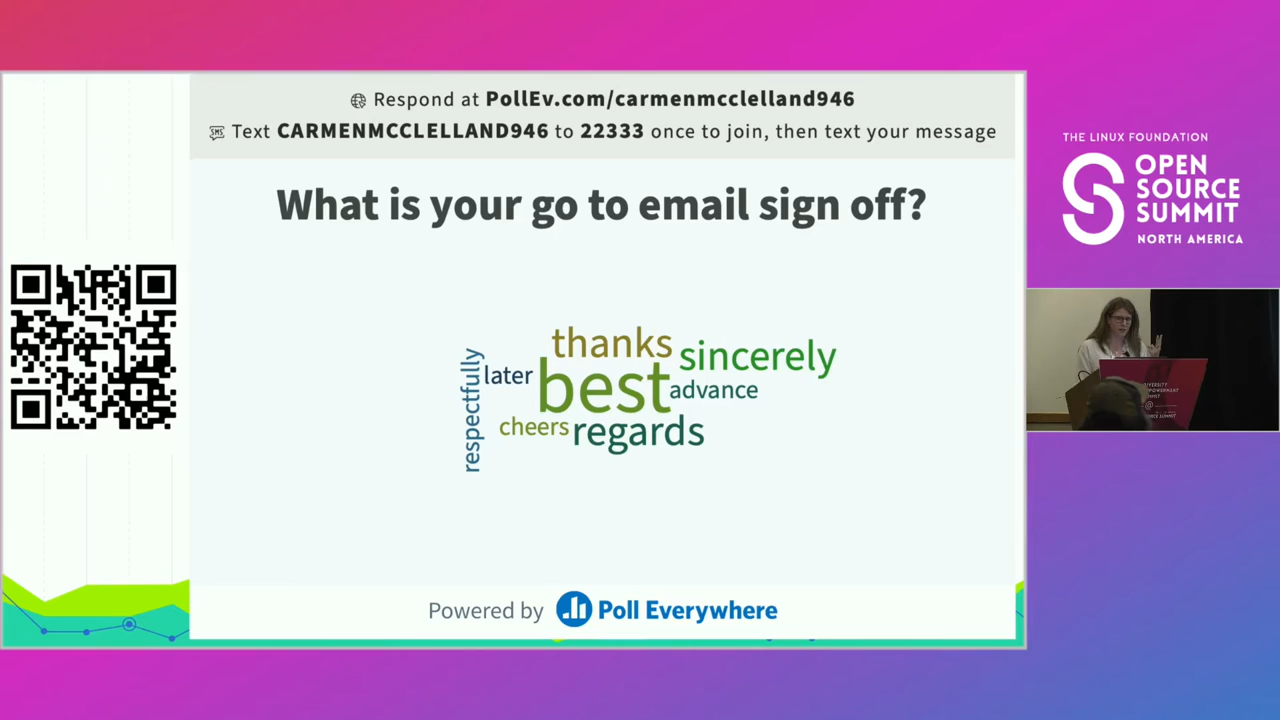 Respond at PollEv.com/carmenmcclelland946
Text CARMENMCCLELLAND946 to 22333 once to join, then text your message
What is your go to email sign off?
thanks
sincerely
respectfully
later
best
advance
cheers
regards
Powered by Poll Everywhere
THE LINUX FOUNDATION
OPEN
SOURCE
SUMMIT
NORTH AMERICA